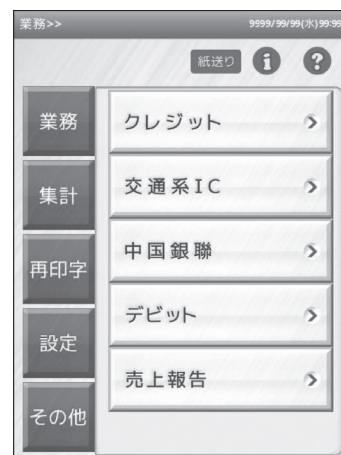 業務>> 9999/99/99(水)99:99
紙送り i ?
業務
集計
再印字
設定
その他
クレジット
交通系IC
中国銀聯
デビット
売上報告